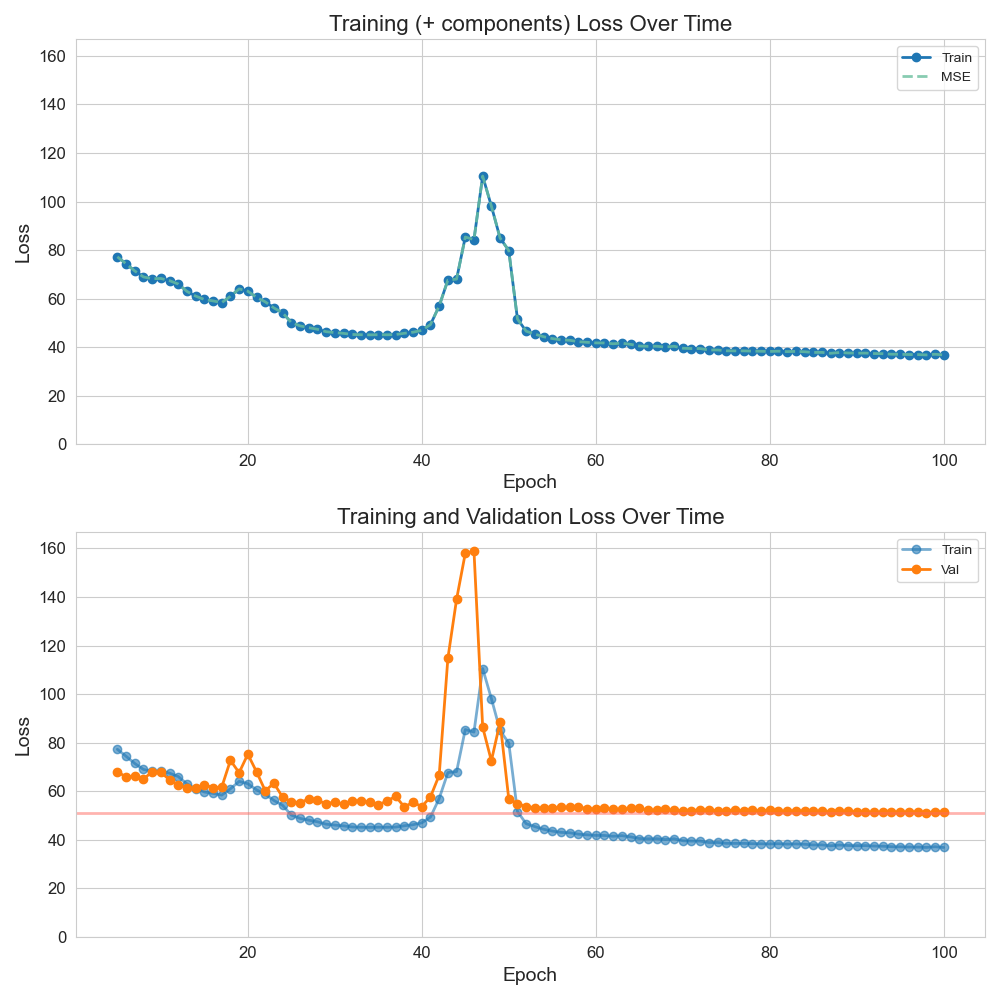 Training (+ components) Loss Over Time
160
140
120
100
80
60
40
20
0
Loss
Train
MSE
20 40 60 80 100
Epoch
Training and Validation Loss Over Time
160
140
120
100
80
60
40
20
0
Loss
Train
Val
20 40 60 80 100
Epoch